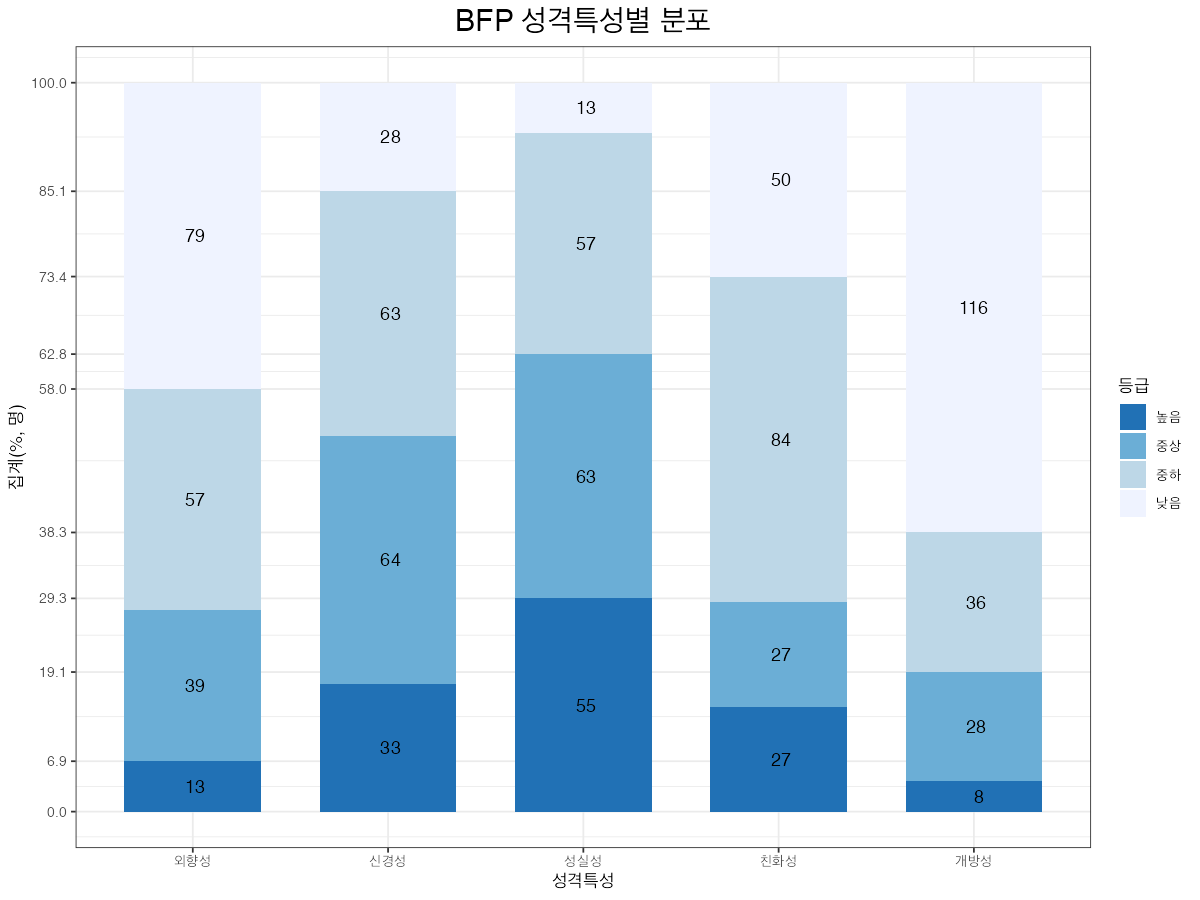 BFP 성격특성별 분포
집계(%, 명)
100.0
85.1
73.4
62.8
58.0
38.3
29.3
19.1
6.9
0.0
79
57
39
13
28
63
64
33
13
57
63
55
50
84
27
27
116
36
28
8
외향성
신경성
성실성
친화성
개방성
성격특성
등급
높음
중상
중하
낮음